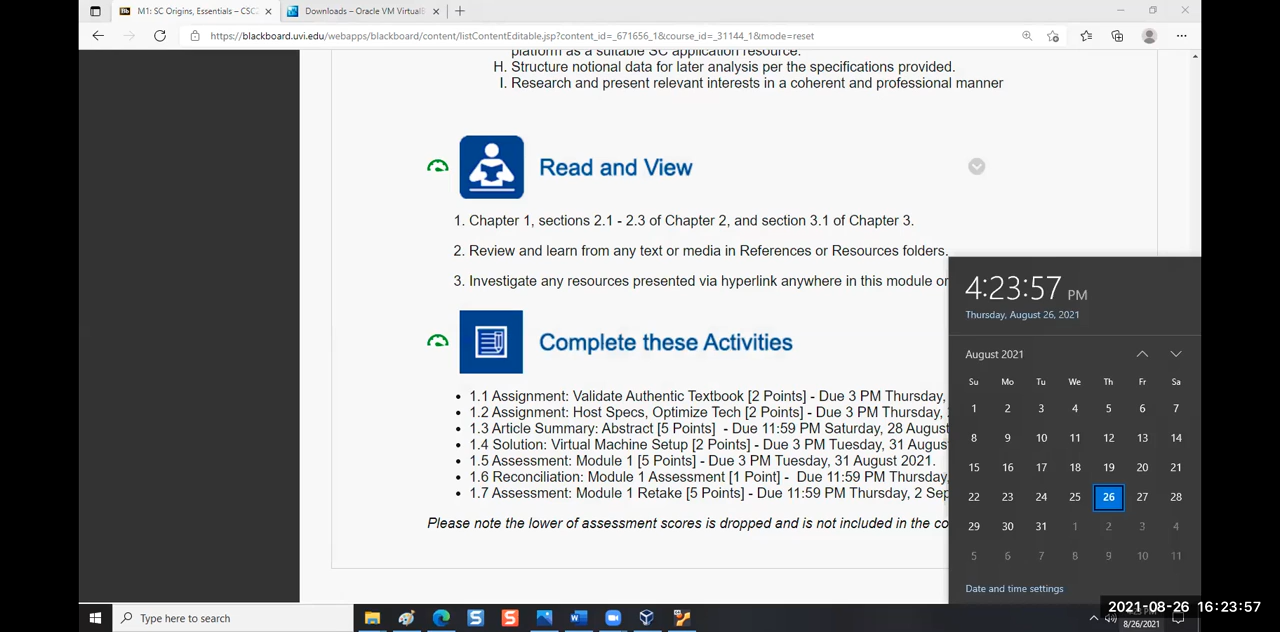 M1: SC Origins, Essentials – CSC
Downloads – Oracle VM Virtual
https://blackboard.uvi.edu/webapps/blackboard/content/listContentEditable.jsp?content_id=_671656_1&course_id=_31144_1&mode=reset
platform as a suitable SC application resource.
H. Structure notional data for later analysis per the specifications provided.
I. Research and present relevant interests in a coherent and professional manner
Read and View
1. Chapter 1, sections 2.1 - 2.3 of Chapter 2, and section 3.1 of Chapter 3.
2. Review and learn from any text or media in References or Resources folders.
3. Investigate any resources presented via hyperlink anywhere in this module or
Complete these Activities
• 1.1 Assignment: Validate Authentic Textbook [2 Points] - Due 3 PM Thursday,
• 1.2 Assignment: Host Specs, Optimize Tech [2 Points] - Due 3 PM Thursday,
• 1.3 Article Summary: Abstract [5 Points] - Due 11:59 PM Saturday, 28 August
• 1.4 Solution: Virtual Machine Setup [2 Points] - Due 3 PM Tuesday, 31 August
• 1.5 Assessment: Module 1 [5 Points] - Due 3 PM Tuesday, 31 August 2021.
• 1.6 Reconciliation: Module 1 Assessment [1 Point] - Due 11:59 PM Thursday,
• 1.7 Assessment: Module 1 Retake [5 Points] - Due 11:59 PM Thursday, 2 Sep
Please note the lower of assessment scores is dropped and is not included in the co
4:23:57 PM
Thursday, August 26, 2021
August 2021
Su Mo Tu We Th Fr Sa
1 2 3 4 5 6 7
8 9 10 11 12 13 14
15 16 17 18 19 20 21
22 23 24 25 26 27 28
29 30 31 1 2 3 4
5 6 7 8 9 10 11
Date and time settings
Type here to search
2021-08-26 16:23:57
8/26/2021